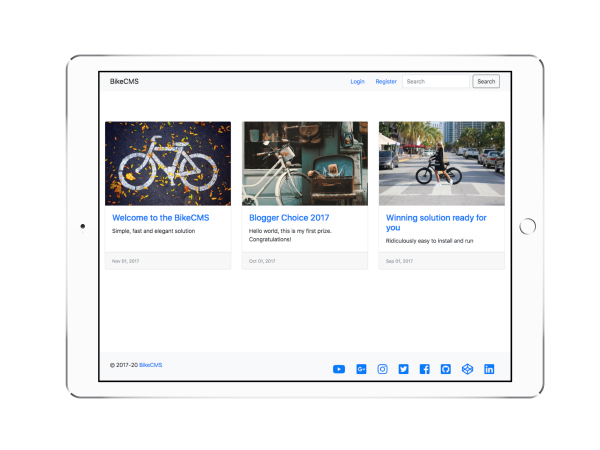 BikeCMS
Login Register Search Search
Welcome to the BikeCMS
Simple, fast and elegant solution
Nov 01, 2017
Blogger Choice 2017
Hello world, this is my first prize.
Congratulations!
Oct 01, 2017
Winning solution ready for
you
Ridiculously easy to install and run
Sep 01, 2017
© 2017-20 BikeCMS